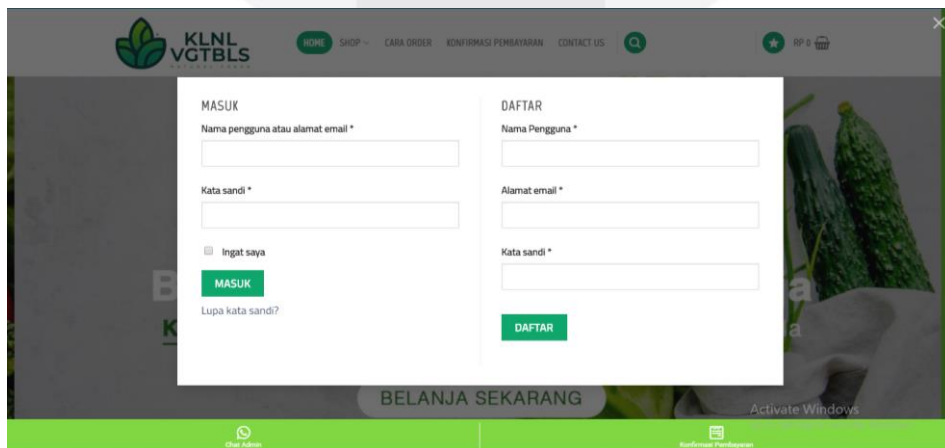 KLNL
VGTBLS
HOME SHOP CARA ORDER KONFIRMASI PEMBAYARAN CONTACT US
RP 0
MASUK
Nama pengguna atau alamat email *
Kata sandi *
Ingat saya
MASUK
Lupa kata sandi?
DAFTAR
Nama Pengguna *
Alamat email *
Kata sandi *
DAFTAR
BELANJA SEKARANG
Activate Windows
Chat Admin
Konfirmasi Pembayaran